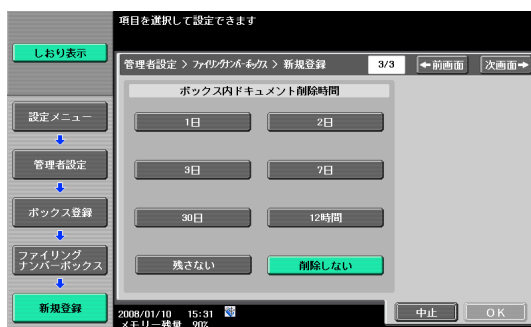 項目を選択して設定できます
しおり表示
管理者設定 > ファイリングナンバーボックス > 新規登録 3/3 ←前画面 次画面→
ボックス内ドキュメント削除時間
1日 2日
3日 7日
30日 12時間
残さない 削除しない
設定メニュー
管理者設定
ボックス登録
ファイリング
ナンバーボックス
新規登録
2008/01/10 15:31
メモリー残量 90%
中止 OK